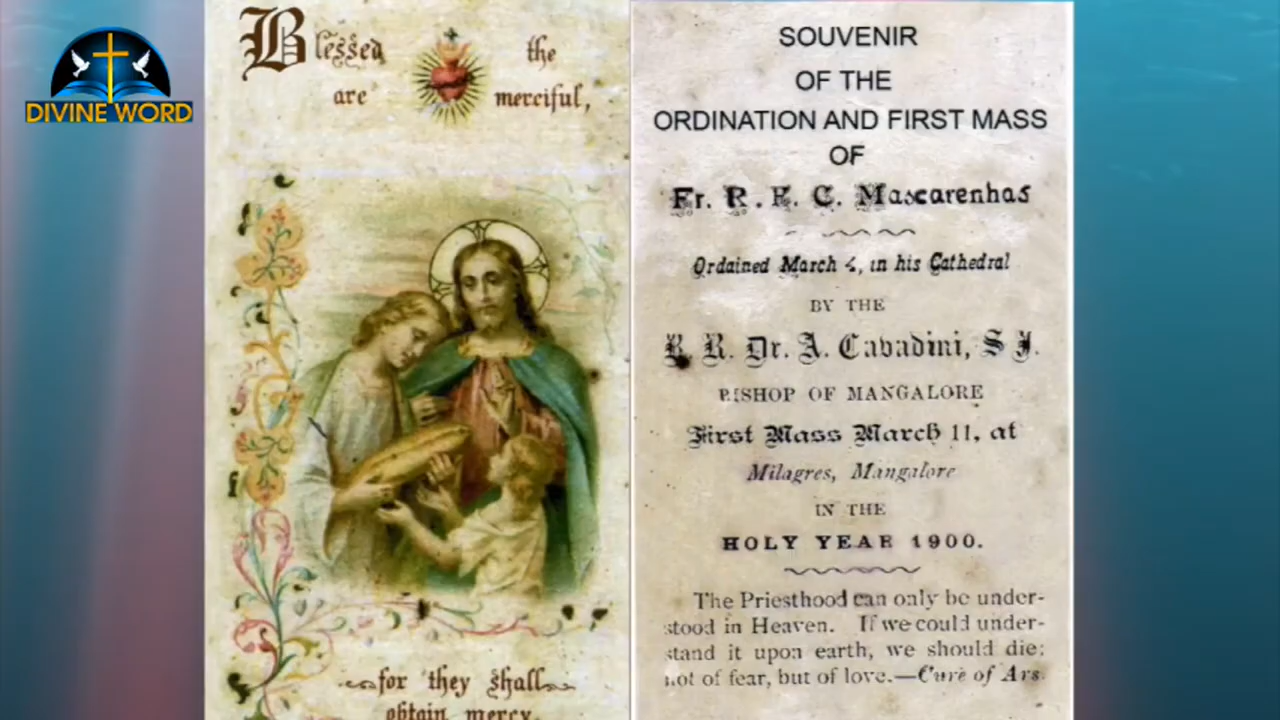 DIVINE WORD
Blessed the
are merciful,
for they shall
obtain mercy.
SOUVENIR
OF THE
ORDINATION AND FIRST MASS
OF
Fr. R. F. C. Mascarenhas
Ordained March 4, in his Cathedral
BY THE
R. R. Dr. A. Cavadini, S J.
BISHOP OF MANGALORE
First Mass March 11, at
Milagres, Mangalore
IN THE
HOLY YEAR 1900.
The Priesthood can only be under-
stood in Heaven. If we could under-
stand it upon earth, we should die:
not of fear, but of love.—Curé of Ars.